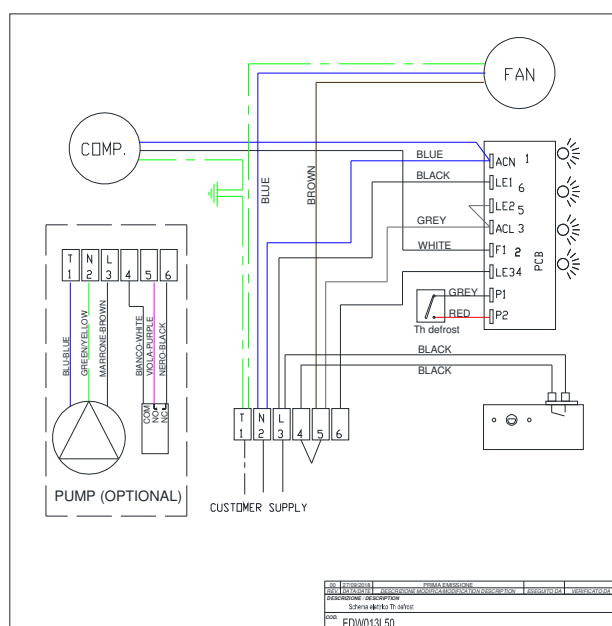 FAN
COMP.
BLUE
BROWN
BLUE
BLACK
GREY
WHITE
ACN 1
LE1 6
LE2 5
ACL 3
F1 2
LE3 4
P1
P2
PCB
GREY
RED
Th defrost
BLACK
BLACK
T N L
1 2 3 4 5 6
BLU-BLUE
GREEN/YELLOW
MARRONE-BROWN
BIANCO-WHITE
VIOLA-PURPLE
NERO-BLACK
COM
NO
NC
PUMP (OPTIONAL)
T N L
1 2 3 4 5 6
CUSTOMER SUPPLY
00 27/09/2018 PRIMA EMISSIONE
REV. DATA/DATE DESCRIZIONE MODIFICA/MODIFICATION DESCRIPTION ESEGUITO DA VERIFICATO DA
DESCRIZIONE / DESCRIPTION
Schema elettrico Th defrost
COD.
EDW013L50